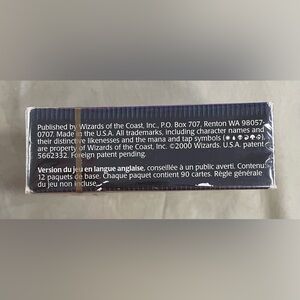 Published by Wizards of the Coast, Inc., P.O. Box 707, Renton WA 98057-
0707. Made in the U.S.A. All trademarks, including character names and
their distinctive likenesses and the mana and tap symbols ( ),
are property of Wizards of the Coast, Inc. ©2000 Wizards. U.S.A. patent
5662332. Foreign patent pending.
Version du jeu en langue anglaise, conseillée à un public averti. Contenu:
12 paquets de base. Chaque paquet contient 90 cartes. Règle générale
du jeu non incluse.